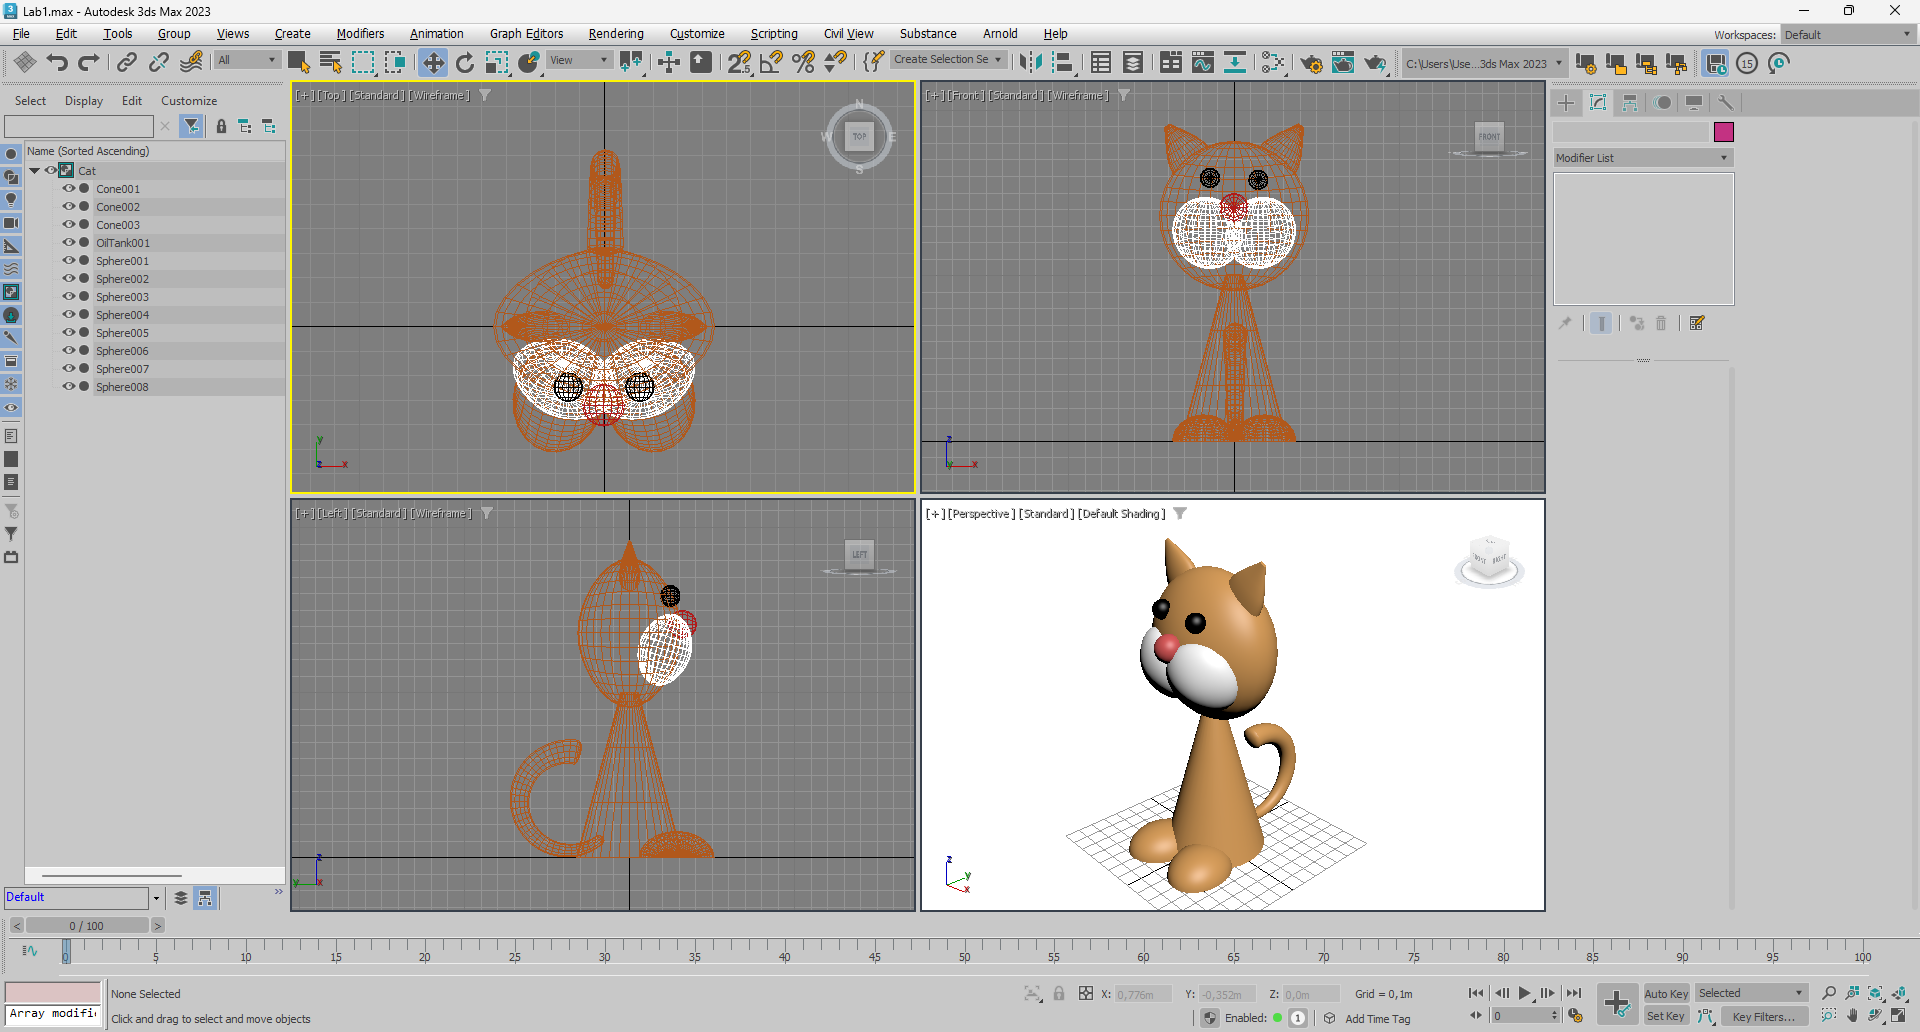 Lab1.max - Autodesk 3ds Max 2023
File Edit Tools Group Views Create Modifiers Animation Graph Editors Rendering Customize Scripting Civil View Substance Arnold Help
Workspaces: Default
All
View
Create Selection Se
C:\Users\Use...3ds Max 2023
15
Select Display Edit Customize
Name (Sorted Ascending)
Cat
Cone001
Cone002
Cone003
OilTank001
Sphere001
Sphere002
Sphere003
Sphere004
Sphere005
Sphere006
Sphere007
Sphere008
[+] [Top] [Standard] [Wireframe]
N
W TOP E
S
y
z x
[+] [Front] [Standard] [Wireframe]
FRONT
z
y x
[+] [Left] [Standard] [Wireframe]
LEFT
z
y x
[+] [Perspective] [Standard] [Default Shading]
z
y
x
Modifier List
Default
0 / 100
0 5 10 15 20 25 30 35 40 45 50 55 60 65 70 75 80 85 90 95 100
None Selected
X: 0,776m Y: -0,352m Z: 0,0m Grid = 0,1m
Auto Key Selected
Array modifi
Click and drag to select and move objects
Enabled: 1 Add Time Tag
0
Set Key Key Filters...